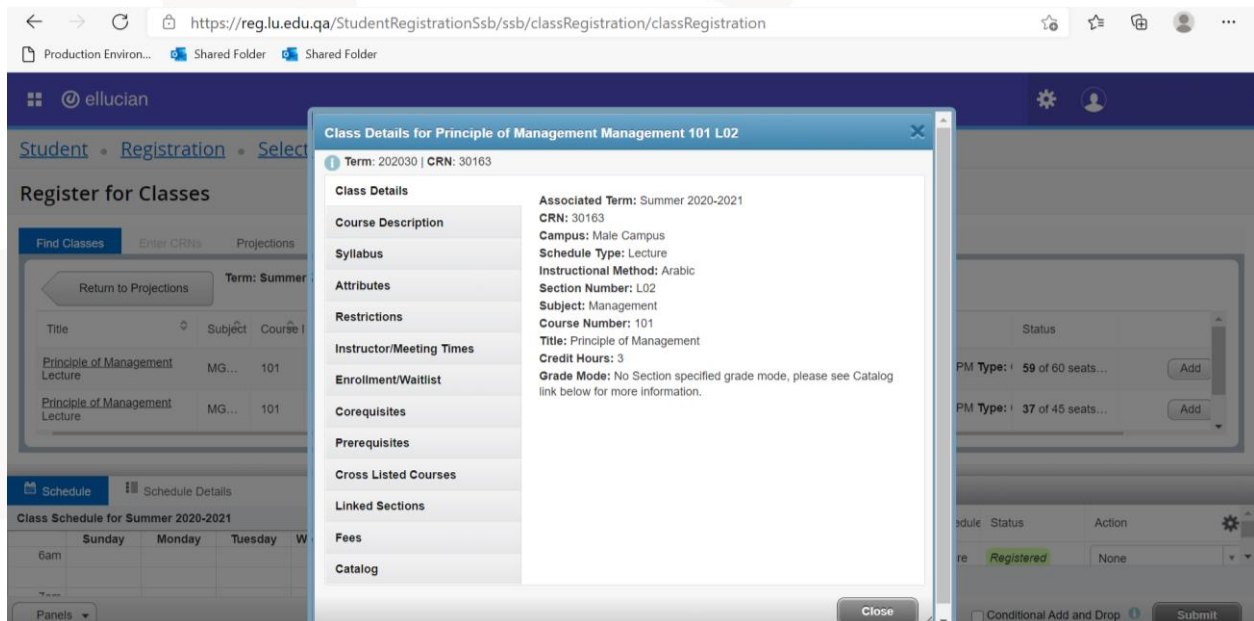 https://reg.lu.edu.qa/StudentRegistrationSsb/ssb/classRegistration/classRegistration
Production Environ... Shared Folder Shared Folder
ellucian
Student • Registration • Select
Register for Classes
Find Classes Enter CRNs Projections
Return to Projections Term: Summer
Title Subject Course Status
Principle of Management MG... 101 PM Type: 59 of 60 seats... Add
Lecture
Principle of Management MG... 101 PM Type: 37 of 45 seats... Add
Lecture
Schedule Schedule Details
Class Schedule for Summer 2020-2021
Sunday Monday Tuesday W
6am
Panels
Class Details for Principle of Management Management 101 L02
Term: 202030 | CRN: 30163
Class Details
Course Description
Syllabus
Attributes
Restrictions
Instructor/Meeting Times
Enrollment/Waitlist
Corequisites
Prerequisites
Cross Listed Courses
Linked Sections
Fees
Catalog
Associated Term: Summer 2020-2021
CRN: 30163
Campus: Male Campus
Schedule Type: Lecture
Instructional Method: Arabic
Section Number: L02
Subject: Management
Course Number: 101
Title: Principle of Management
Credit Hours: 3
Grade Mode: No Section specified grade mode, please see Catalog
link below for more information.
Close
edule Status Action
re Registered None
Conditional Add and Drop Submit